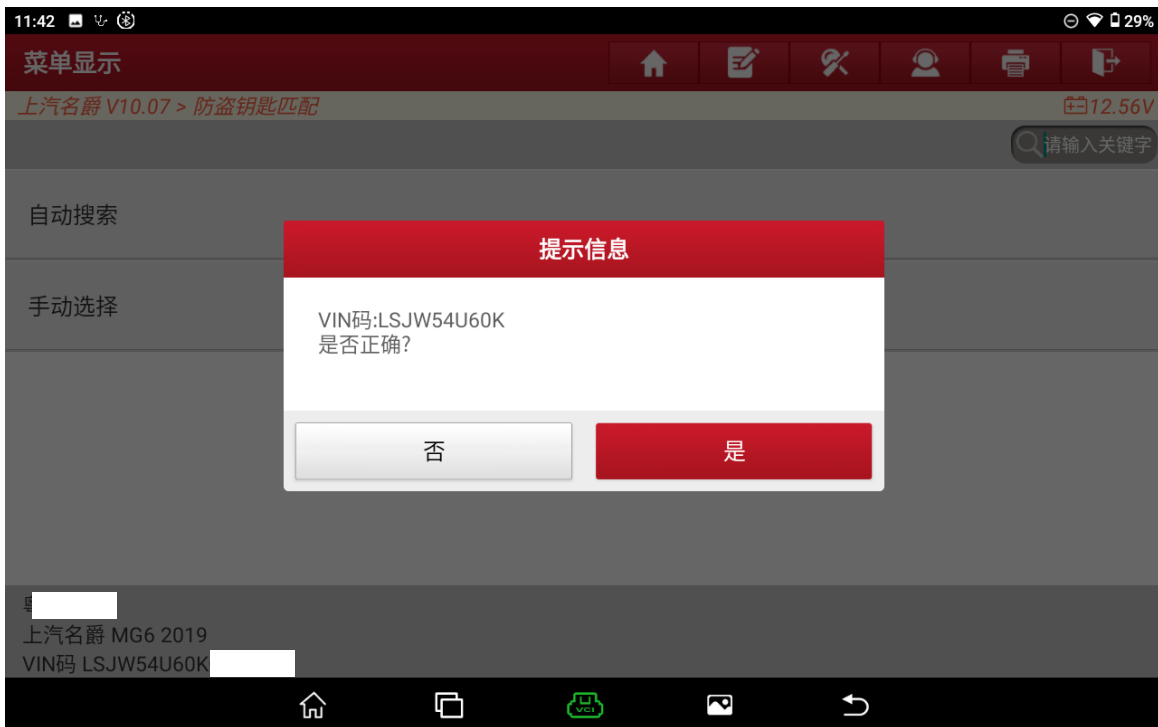 11:42
29%
菜单显示
上汽名爵 V10.07 > 防盗钥匙匹配
12.56V
请输入关键字
自动搜索
手动选择
提示信息
VIN码:LSJW54U60K
是否正确?
否
是
上汽名爵 MG6 2019
VIN码 LSJW54U60K
VCI